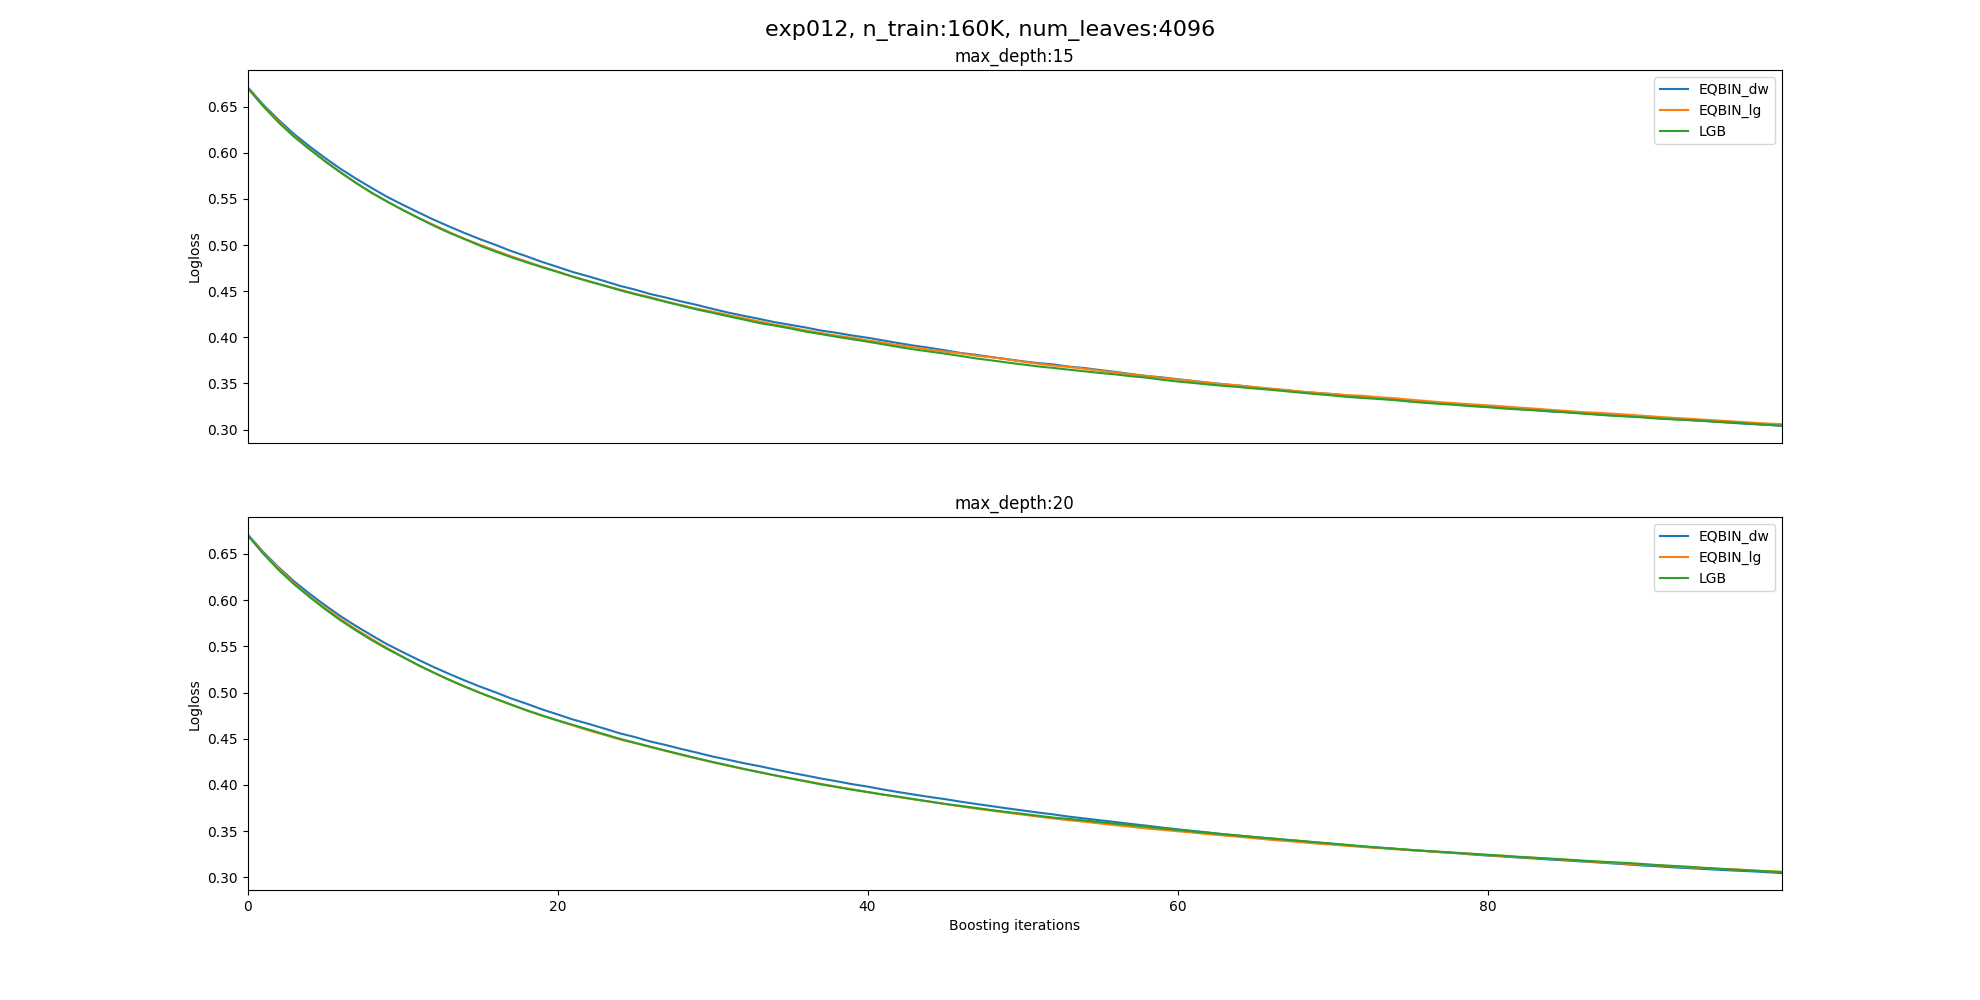 exp012, n_train:160K, num_leaves:4096
max_depth:15
EQBIN_dw
EQBIN_lg
LGB
Logloss
0.65
0.60
0.55
0.50
0.45
0.40
0.35
0.30
max_depth:20
EQBIN_dw
EQBIN_lg
LGB
Logloss
0.65
0.60
0.55
0.50
0.45
0.40
0.35
0.30
0 20 40 60 80
Boosting iterations